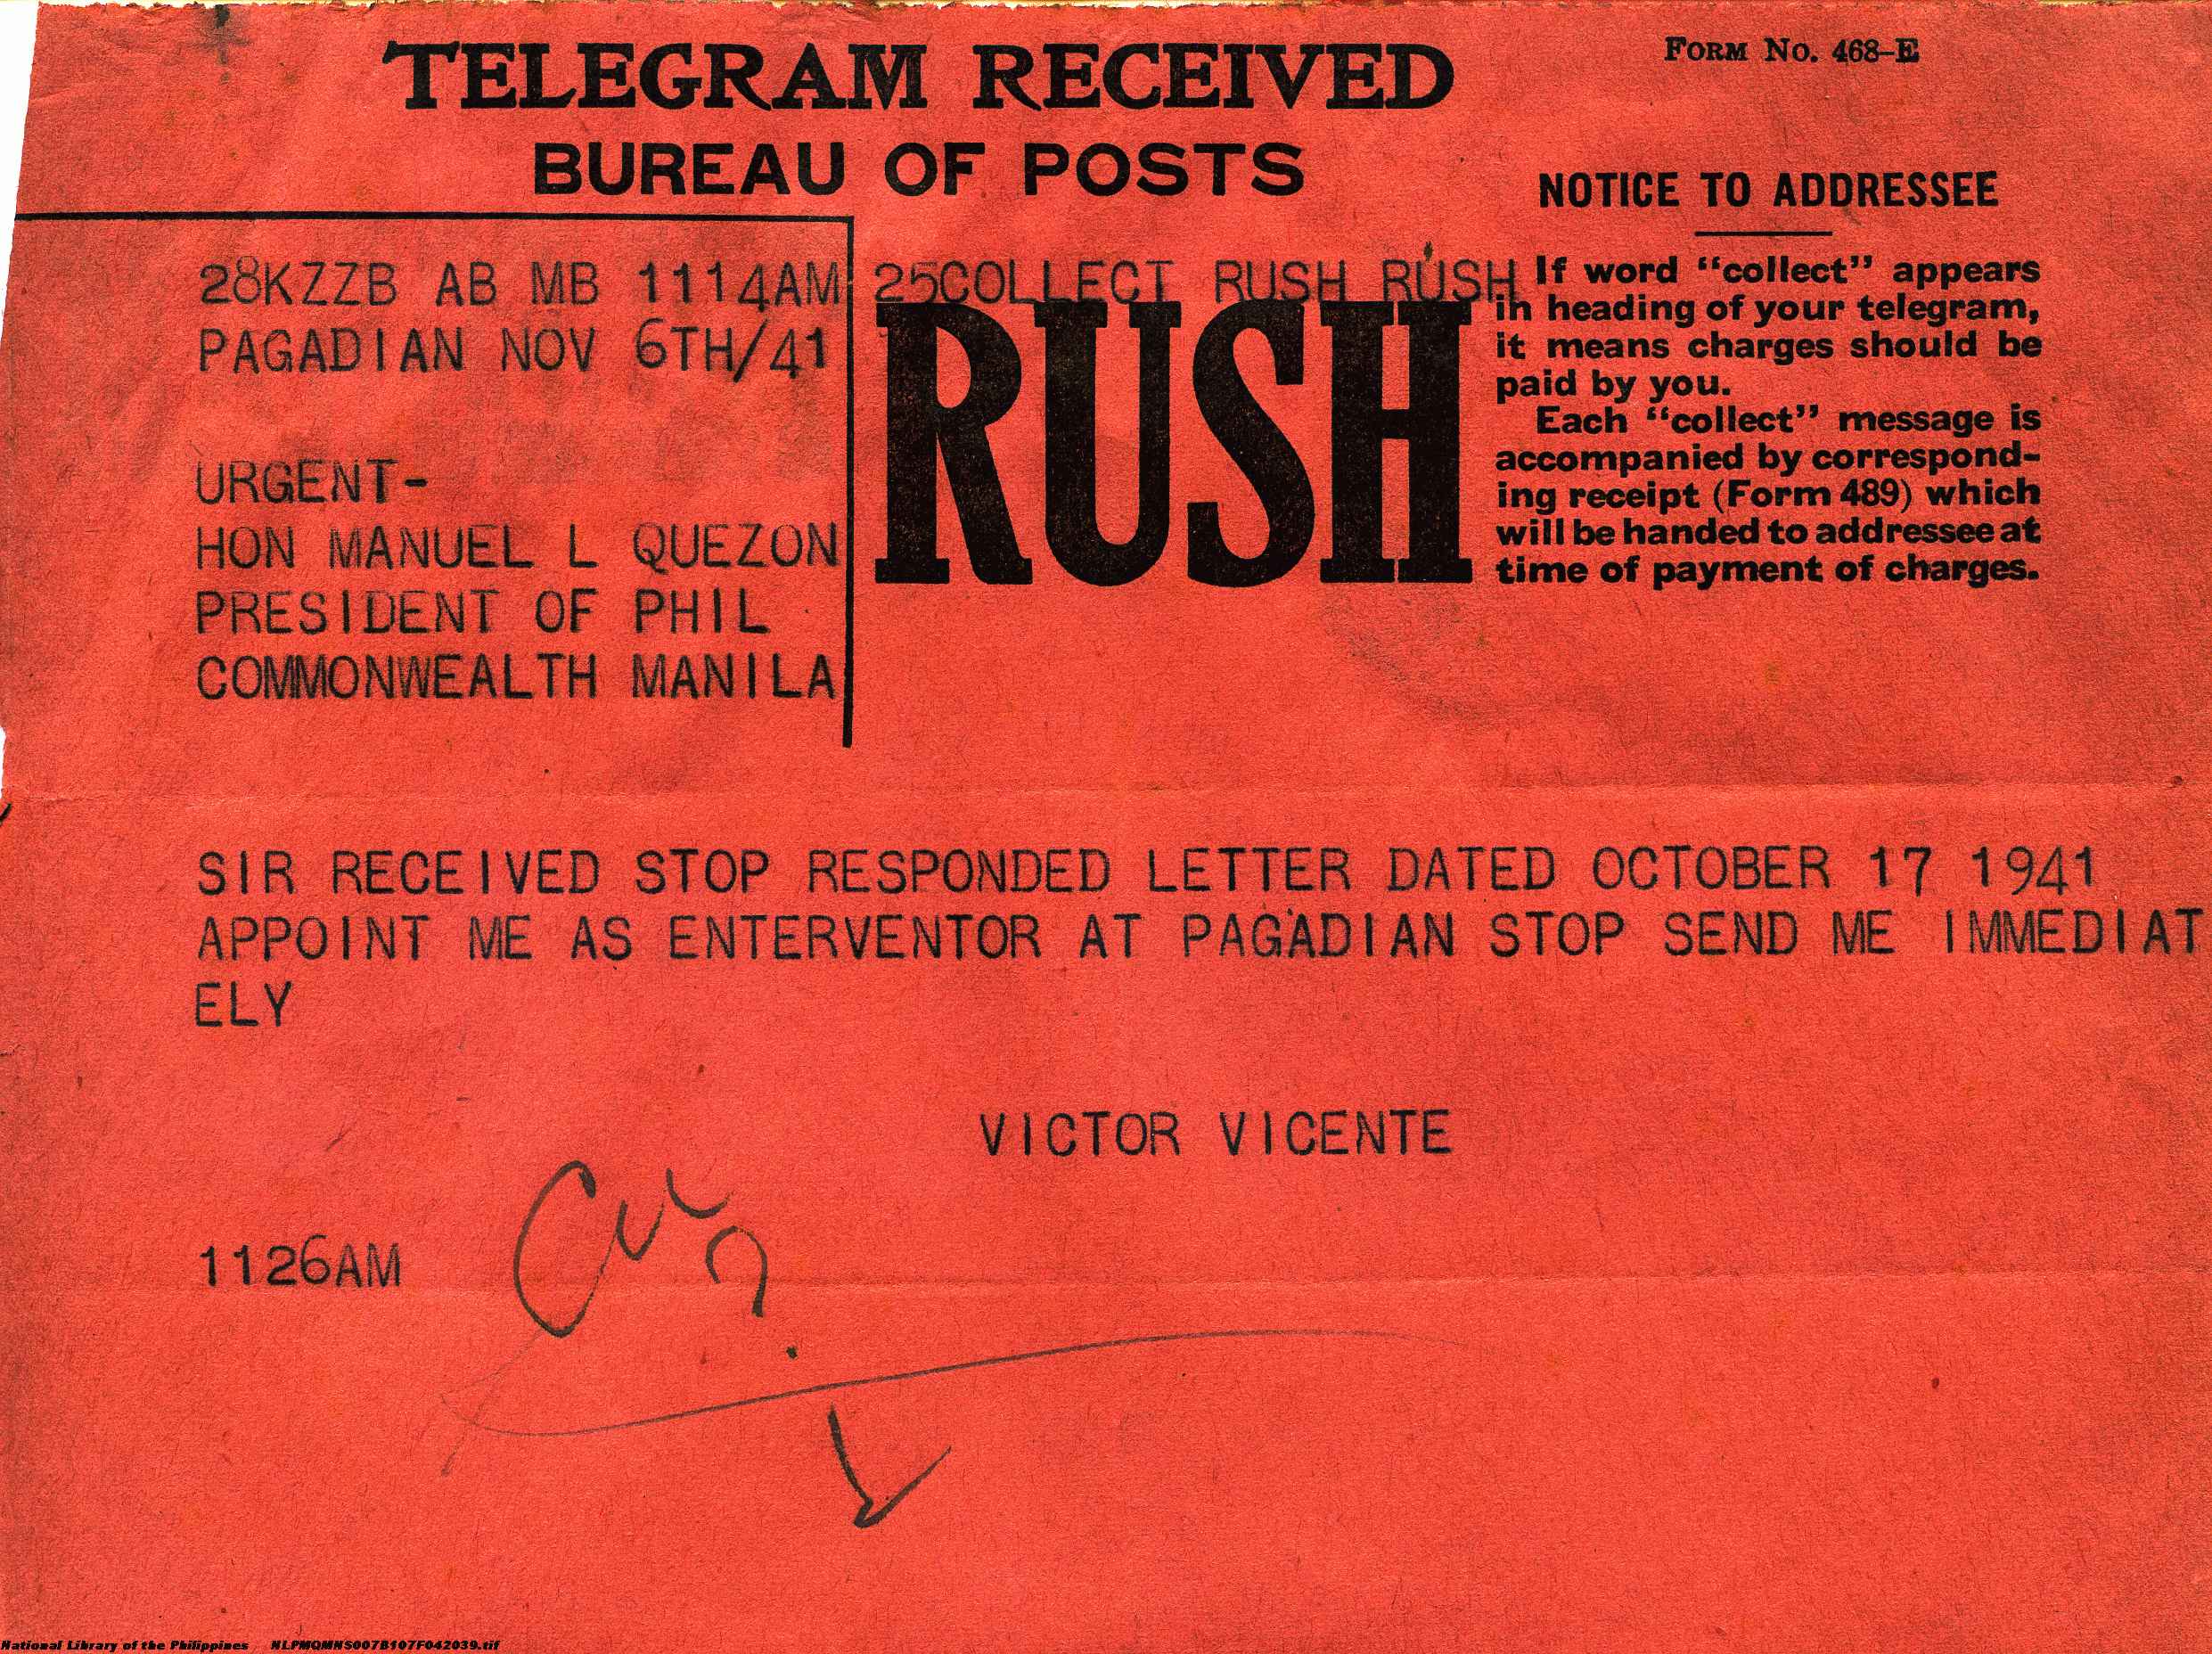 TELEGRAM RECEIVED
FORM NO. 468-E
BUREAU OF POSTS
NOTICE TO ADDRESSEE
28KZZB AB MB 1114AM 25COLLECT RUSH RUSH
PAGADIAN NOV 6TH/41
RUSH
If word “collect” appears
in heading of your telegram,
it means charges should be
paid by you.
Each “collect” message is
accompanied by correspond-
ing receipt (Form 489) which
will be handed to addressee at
time of payment of charges.
URGENT-
HON MANUEL L QUEZON
PRESIDENT OF PHIL
COMMONWEALTH MANILA
SIR RECEIVED STOP RESPONDED LETTER DATED OCTOBER 17 1941
APPOINT ME AS ENTERVENTOR AT PAGADIAN STOP SEND ME IMMEDIAT
ELY
VICTOR VICENTE
1126AM
National Library of the Philippines NLPMQMNS007B107F042039.tif